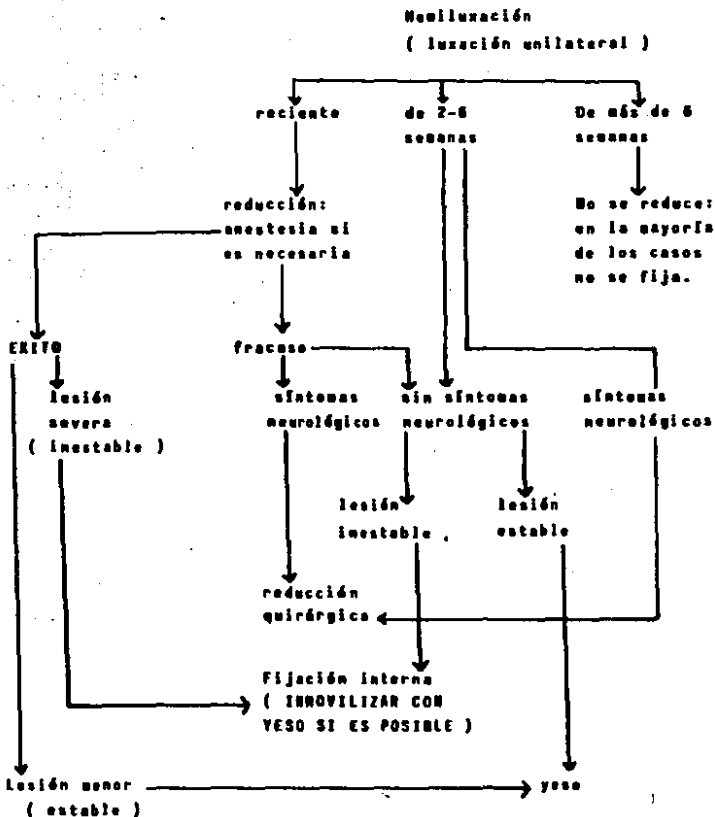 Hemiluxación
( luxación unilateral )
reciente
de 2-6
semanas
De más de 6
semanas
reducción:
anestesia si
es necesaria
No se reduce:
en la mayoría
de los casos
no se fija.
EXITO
fracaso
lesión
severa
( inestable )
síntomas
neurológicos
sin síntomas
neurológicos
síntomas
neurológicos
lesión
inestable .
lesión
estable
reducción
quirúrgica
Fijación interna
( INMOVILIZAR CON
YESO SI ES POSIBLE )
Lesión menor
( estable )
yeso